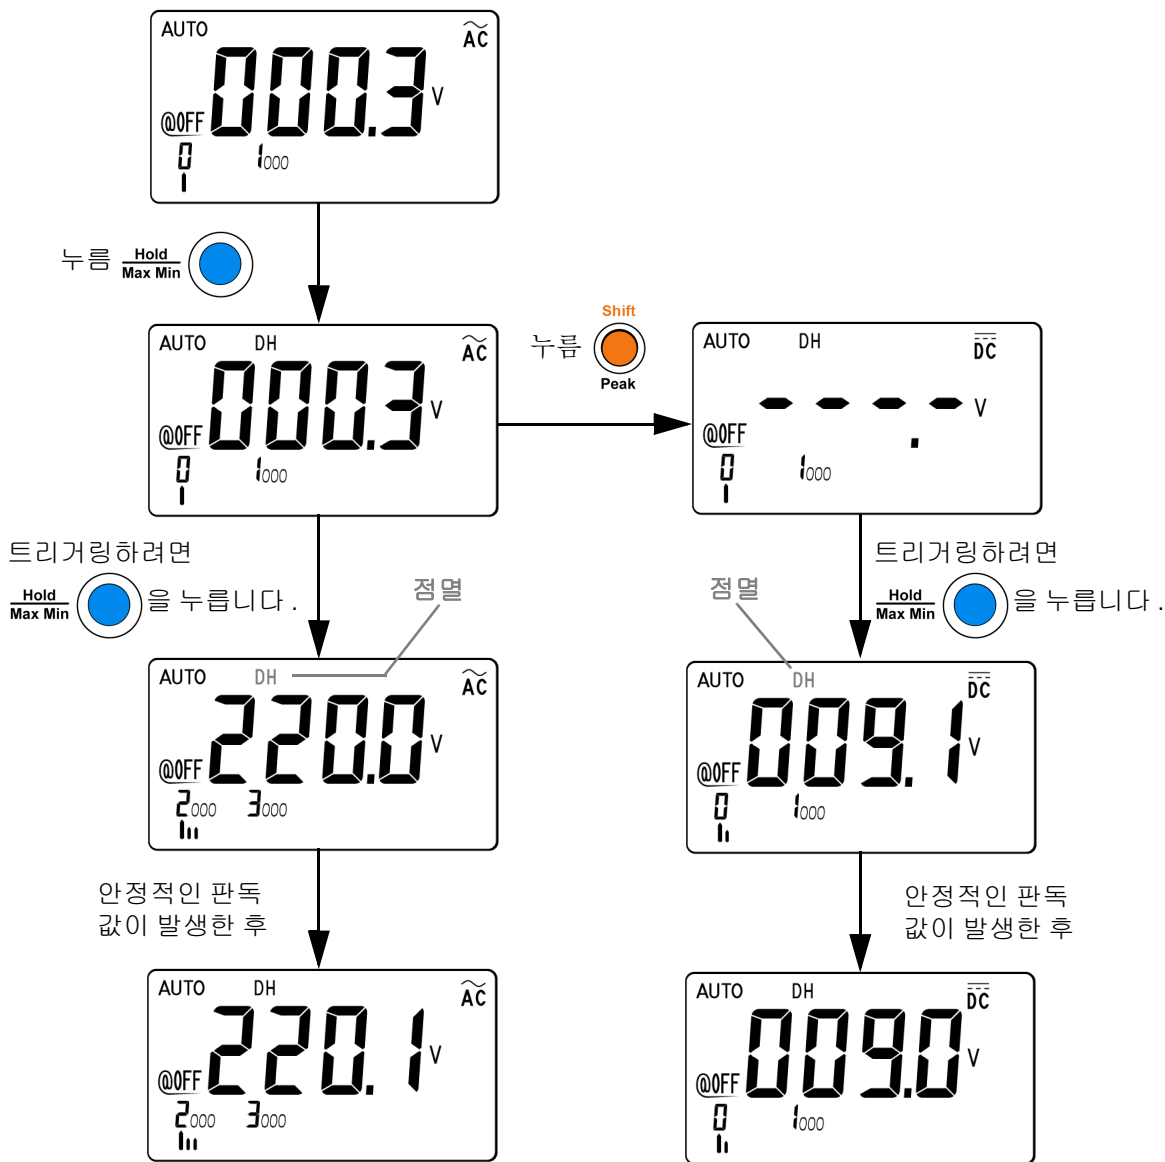 AUTO
AC
000.3 V
@OFF
0 1000
누름 Hold
Max Min
AUTO DH
AC
000.3 V
@OFF
0 1000
Shift
누름
Peak
AUTO DH
DC
- - - . - V
@OFF
0 1000
트리거링하려면
Hold
Max Min
을 누릅니다.
점멸
AUTO DH
AC
220.0 V
@OFF
2000 3000
안정적인 판독
값이 발생한 후
AUTO DH
AC
220.1 V
@OFF
2000 3000
트리거링하려면
Hold
Max Min
을 누릅니다.
점멸
AUTO DH
DC
009.1 V
@OFF
0 1000
안정적인 판독
값이 발생한 후
AUTO DH
DC
009.0 V
@OFF
0 1000